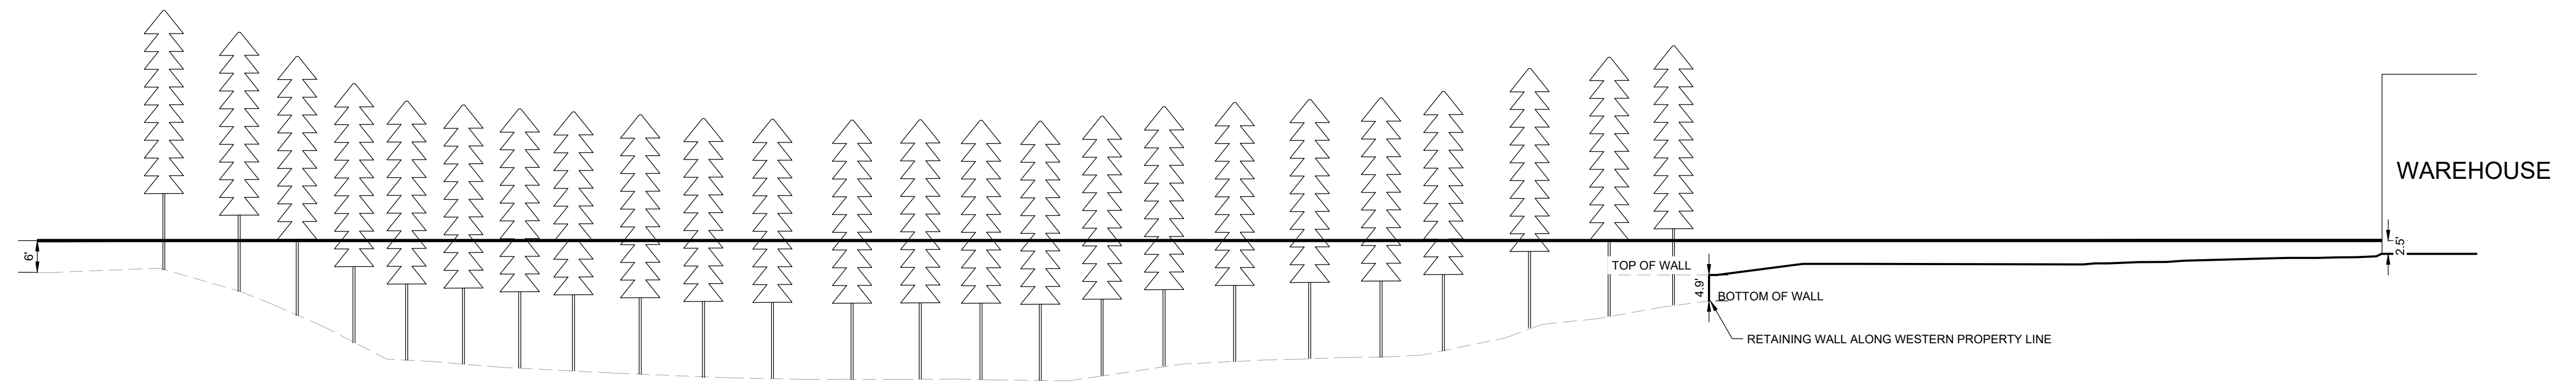 WAREHOUSE
6'
2.5'
TOP OF WALL
4.9'
BOTTOM OF WALL
RETAINING WALL ALONG WESTERN PROPERTY LINE